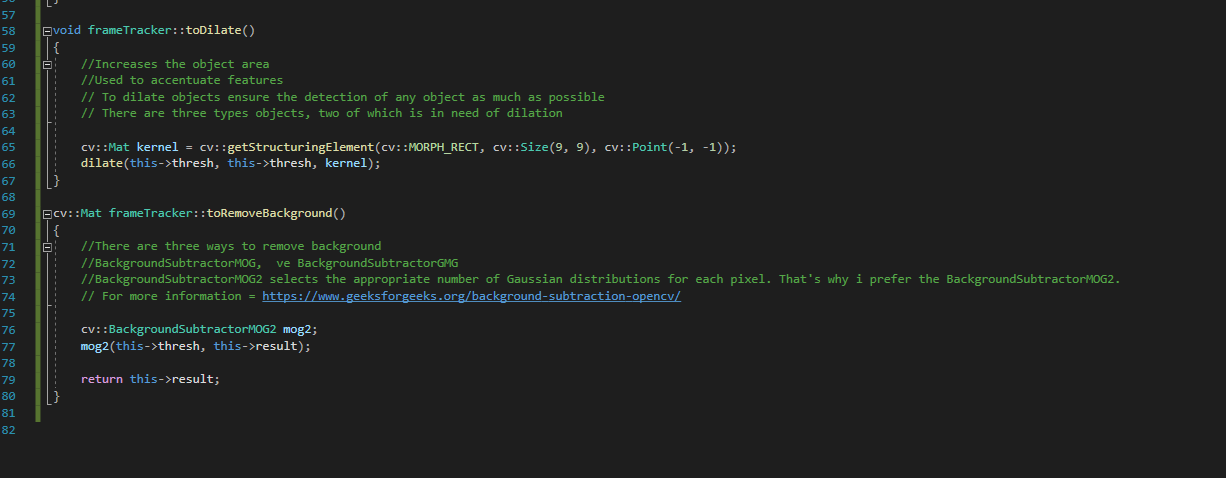 57
58 void frameTracker::toDilate()
59 {
60 //Increases the object area
61 //Used to accentuate features
62 // To dilate objects ensure the detection of any object as much as possible
63 // There are three types objects, two of which is in need of dilation
64
65 cv::Mat kernel = cv::getStructuringElement(cv::MORPH_RECT, cv::Size(9, 9), cv::Point(-1, -1));
66 dilate(this->thresh, this->thresh, kernel);
67 }
68
69 cv::Mat frameTracker::toRemoveBackground()
70 {
71 //There are three ways to remove background
72 //BackgroundSubtractorMOG,  ve BackgroundSubtractorGMG
73 //BackgroundSubtractorMOG2 selects the appropriate number of Gaussian distributions for each pixel. That's why i prefer the BackgroundSubtractorMOG2.
74 // For more information = https://www.geeksforgeeks.org/background-subtraction-opencv/
75
76 cv::BackgroundSubtractorMOG2 mog2;
77 mog2(this->thresh, this->result);
78
79 return this->result;
80 }
81
82